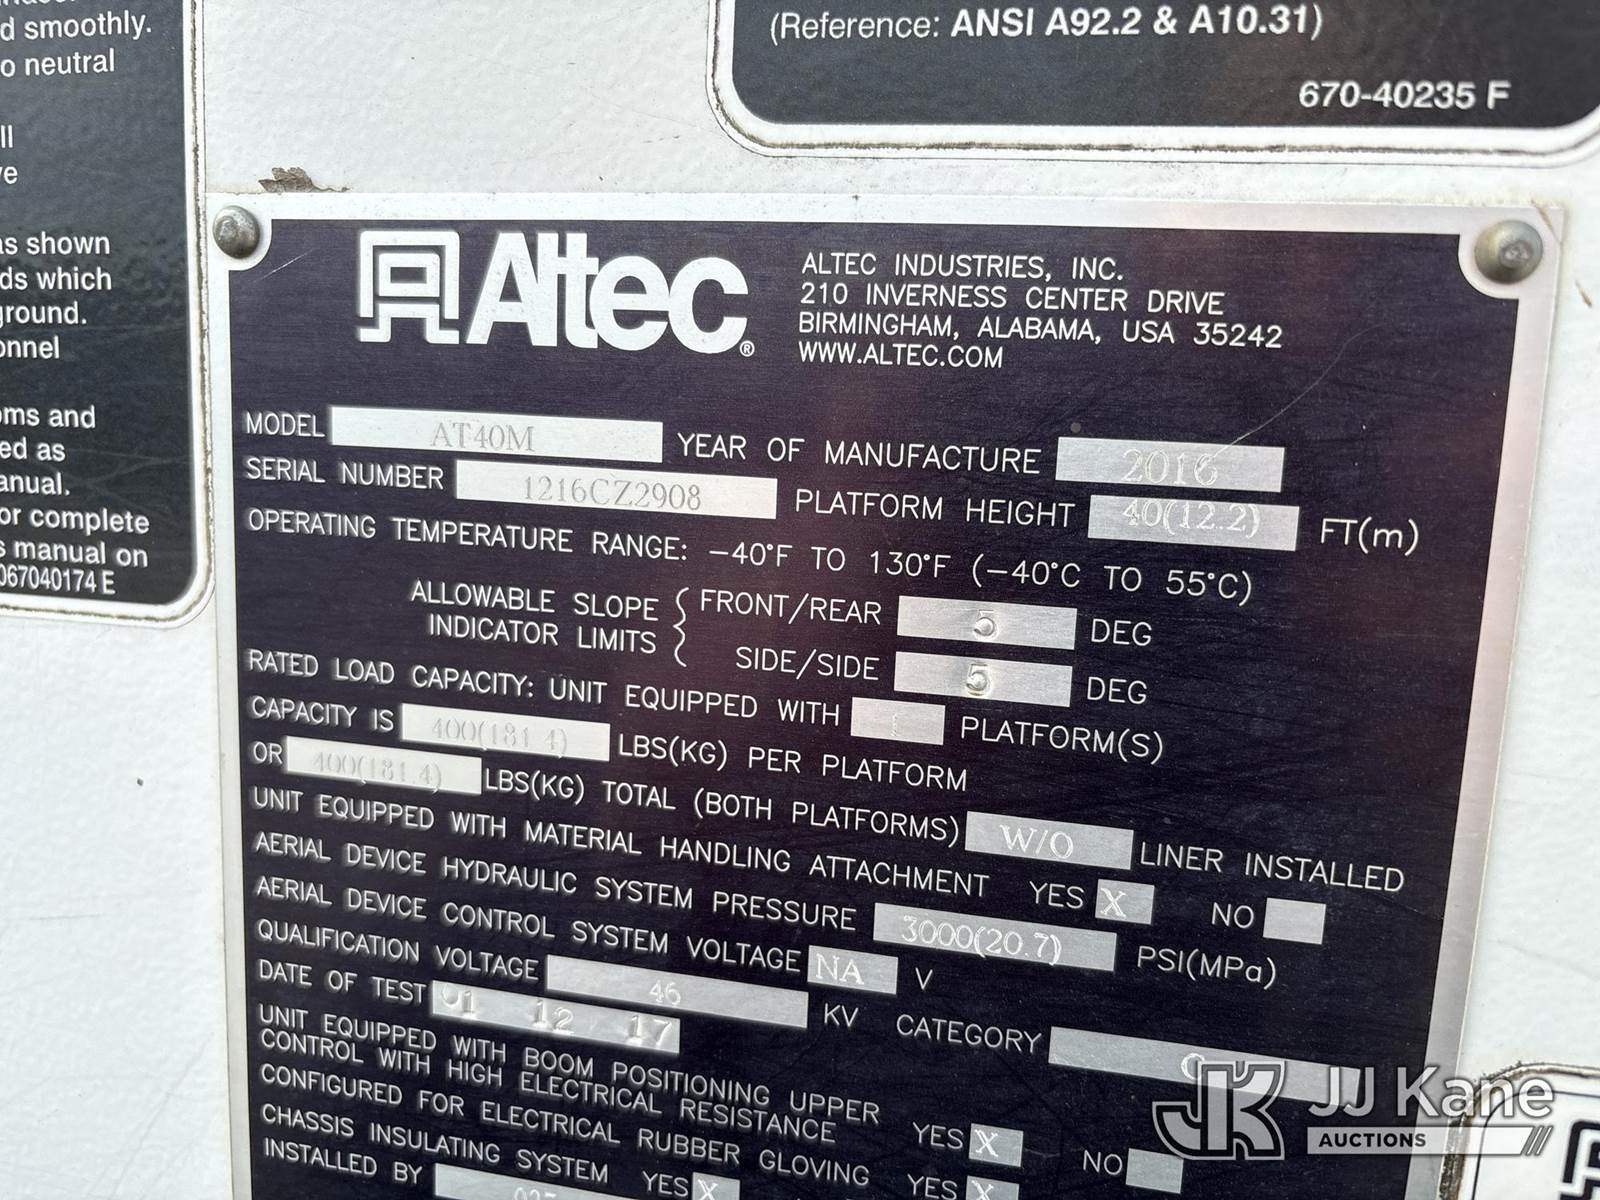 d smoothly.
o neutral
ll
as shown
ds which
ground.
onnel
oms and
ed as
anual.
or complete
s manual on
067040174 E
(Reference: ANSI A92.2 & A10.31)
670-40235 F
Altec®
ALTEC INDUSTRIES, INC.
210 INVERNESS CENTER DRIVE
BIRMINGHAM, ALABAMA, USA 35242
WWW.ALTEC.COM
MODEL AT40M YEAR OF MANUFACTURE 2016
SERIAL NUMBER 1216CZ2908 PLATFORM HEIGHT 40(12.2) FT(m)
OPERATING TEMPERATURE RANGE: -40°F TO 130°F (-40°C TO 55°C)
ALLOWABLE SLOPE { FRONT/REAR 5 DEG
INDICATOR LIMITS SIDE/SIDE 5 DEG
RATED LOAD CAPACITY: UNIT EQUIPPED WITH 1 PLATFORM(S)
CAPACITY IS 400(181.4) LBS(KG) PER PLATFORM
OR 400(181.4) LBS(KG) TOTAL (BOTH PLATFORMS) W/O LINER INSTALLED
UNIT EQUIPPED WITH MATERIAL HANDLING ATTACHMENT YES X NO
AERIAL DEVICE HYDRAULIC SYSTEM PRESSURE 3000(20.7) PSI(MPa)
AERIAL DEVICE CONTROL SYSTEM VOLTAGE NA V
QUALIFICATION VOLTAGE 46 KV CATEGORY C
DATE OF TEST 01 12 17
UNIT EQUIPPED WITH BOOM POSITIONING UPPER
CONTROL WITH HIGH ELECTRICAL RESISTANCE YES X NO
CONFIGURED FOR ELECTRICAL RUBBER GLOVING YES X
CHASSIS INSULATING SYSTEM YES X
INSTALLED BY
JK JJ Kane
AUCTIONS